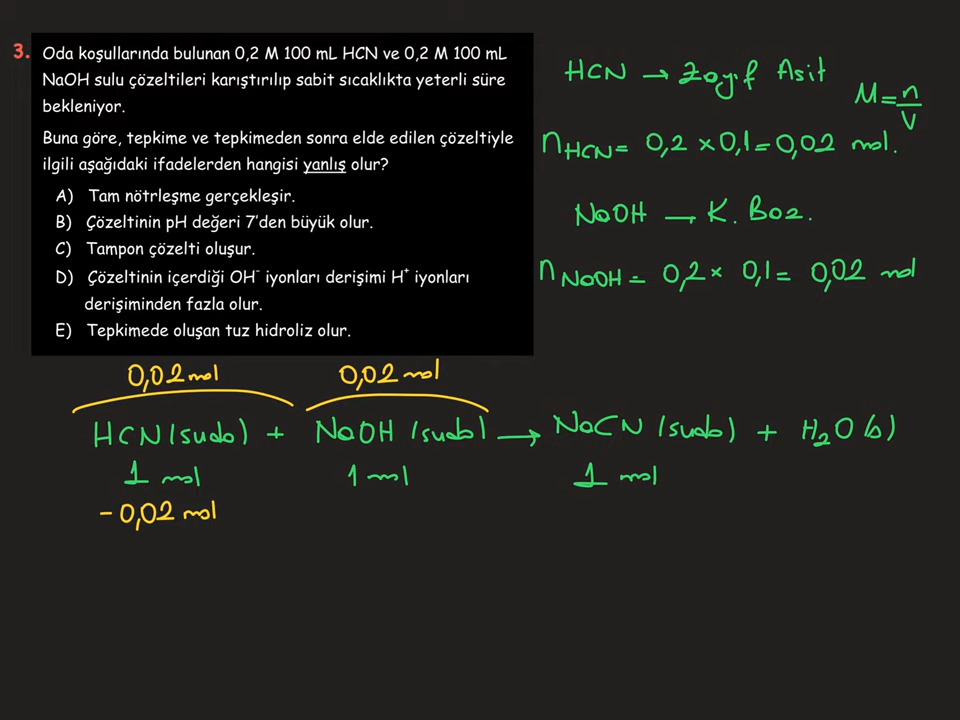 3.
Oda koşullarında bulunan 0,2 M 100 mL HCN ve 0,2 M 100 mL
NaOH sulu çözeltileri karıştırılıp sabit sıcaklıkta yeterli süre
bekleniyor.
Buna göre, tepkime ve tepkimeden sonra elde edilen çözeltiyle
ilgili aşağıdaki ifadelerden hangisi yanlış olur?
A) Tam nötrleşme gerçekleşir.
B) Çözeltinin pH değeri 7'den büyük olur.
C) Tampon çözelti oluşur.
D) Çözeltinin içerdiği OH⁻ iyonları derişimi H⁺ iyonları
derişiminden fazla olur.
E) Tepkimede oluşan tuz hidroliz olur.
HCN → Zayıf Asit
M = n/V
nHCN = 0,2 x 0,1 = 0,02 mol.
NaOH → K. Baz.
nNaOH = 0,2 x 0,1 = 0,02 mol
0,02 mol 0,02 mol
HCN (suda) + NaOH (suda) → NaCN (suda) + H₂O (s)
1 mol 1 mol 1 mol
- 0,02 mol